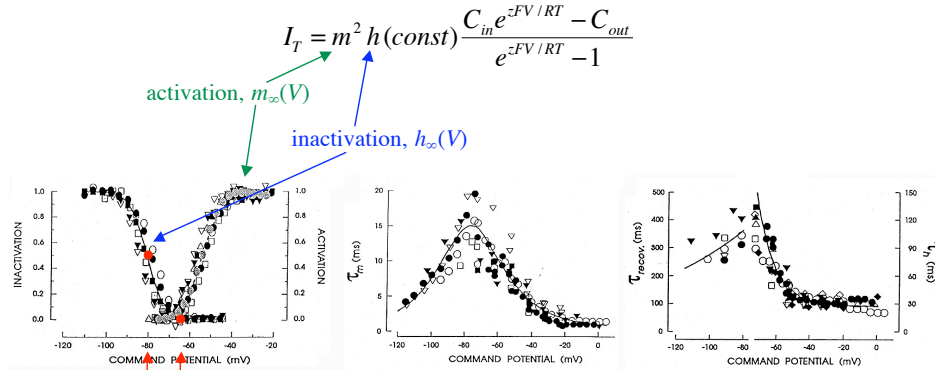 I_T = m² h (const) (C_in e^{zFV/RT} − C_out) / (e^{zFV/RT} − 1)
activation, m∞(V)
inactivation, h∞(V)
INACTIVATION
1.0
0.8
0.6
0.4
0.2
0.0
1.0
0.8
0.6
0.4
0.2
0.0
ACTIVATION
-120 -100 -80 -60 -40 -20
COMMAND POTENTIAL (mV)
τm (ms)
20
15
10
5
0
-120 -100 -80 -60 -40 -20 0
COMMAND POTENTIAL (mV)
τrecov. (ms)
500
400
300
200
100
0
150
120
90
60
30
0
τh (ms)
-120 -100 -80 -60 -40 -20 0
COMMAND POTENTIAL (mV)